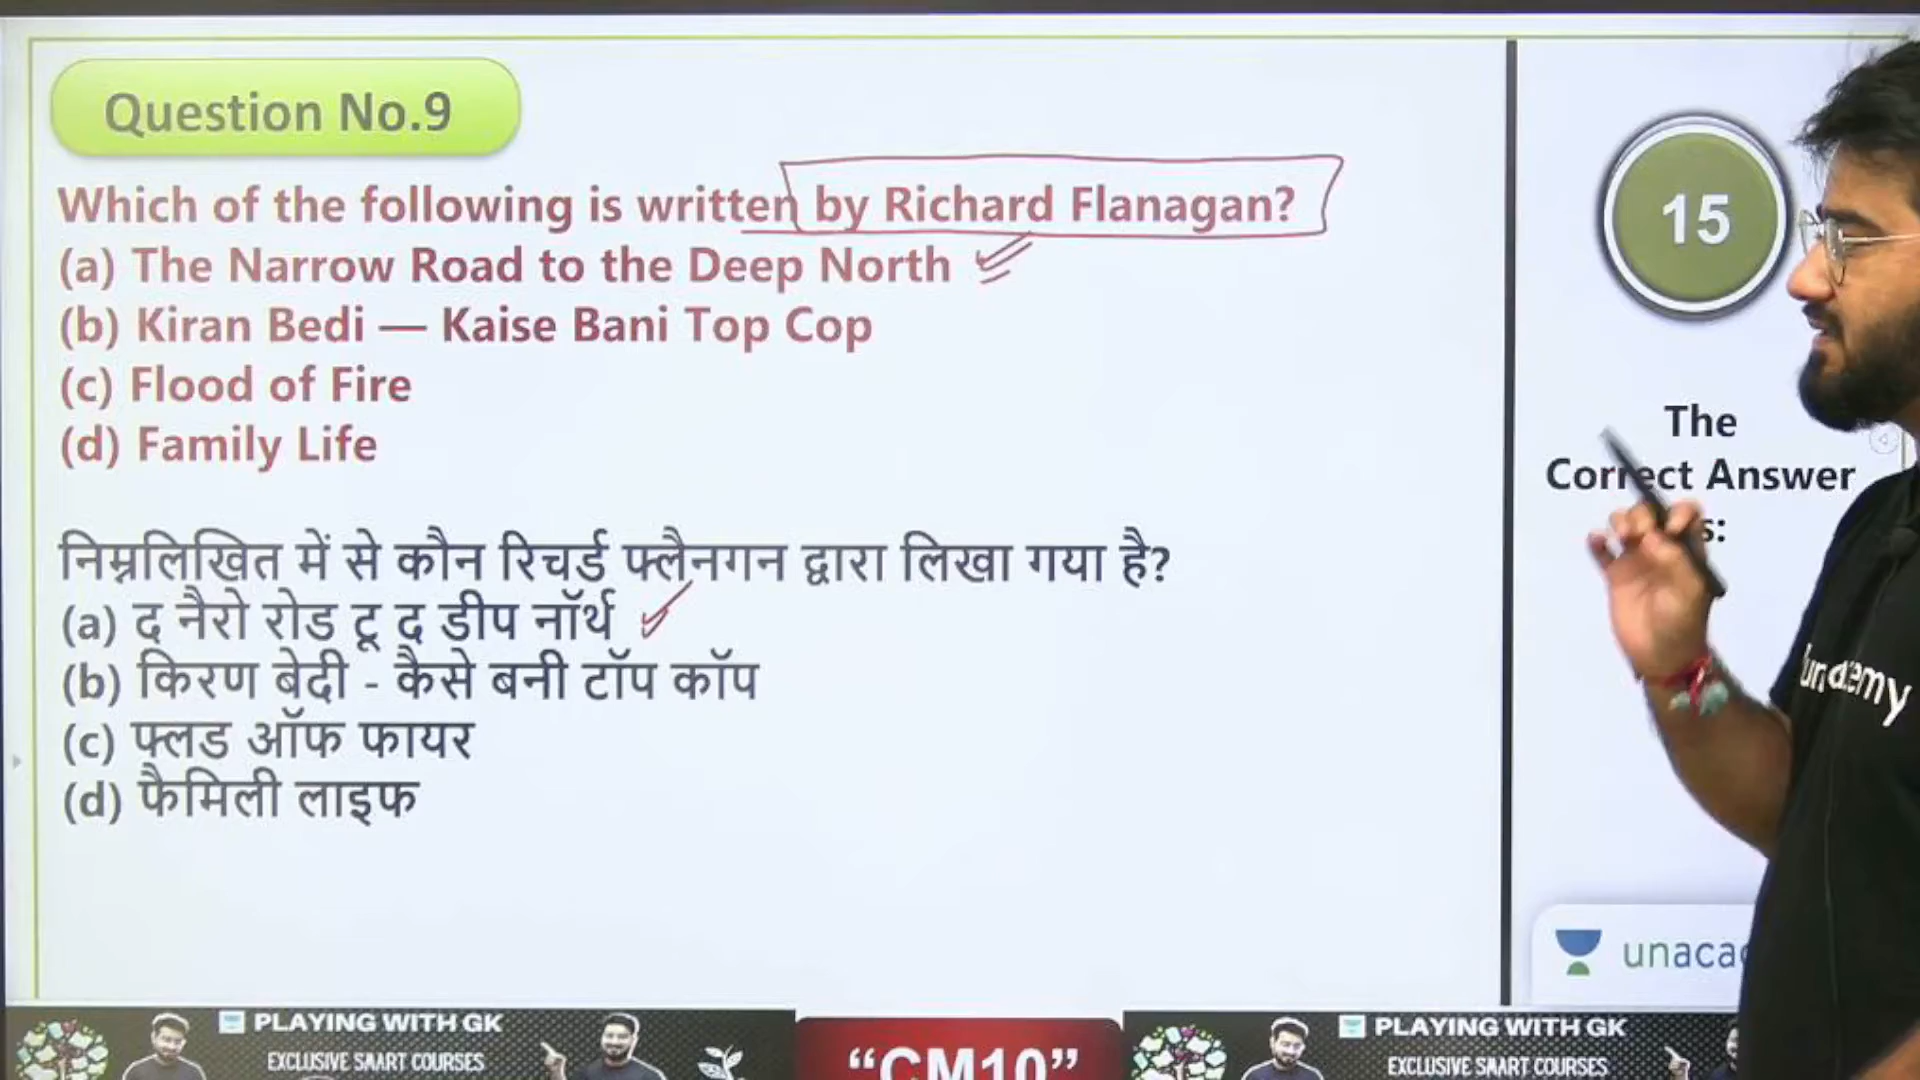 Question No.9
Which of the following is written by Richard Flanagan?
(a) The Narrow Road to the Deep North
(b) Kiran Bedi — Kaise Bani Top Cop
(c) Flood of Fire
(d) Family Life
निम्नलिखित में से कौन रिचर्ड फ्लैनगन द्वारा लिखा गया है?
(a) द नैरो रोड टू द डीप नॉर्थ
(b) किरण बेदी - कैसे बनी टॉप कॉप
(c) फ्लड ऑफ फायर
(d) फैमिली लाइफ
15
The
Correct Answer
PLAYING WITH GK
EXCLUSIVE SMART COURSES
“CM10”
PLAYING WITH GK
EXCLUSIVE SMART COURSES